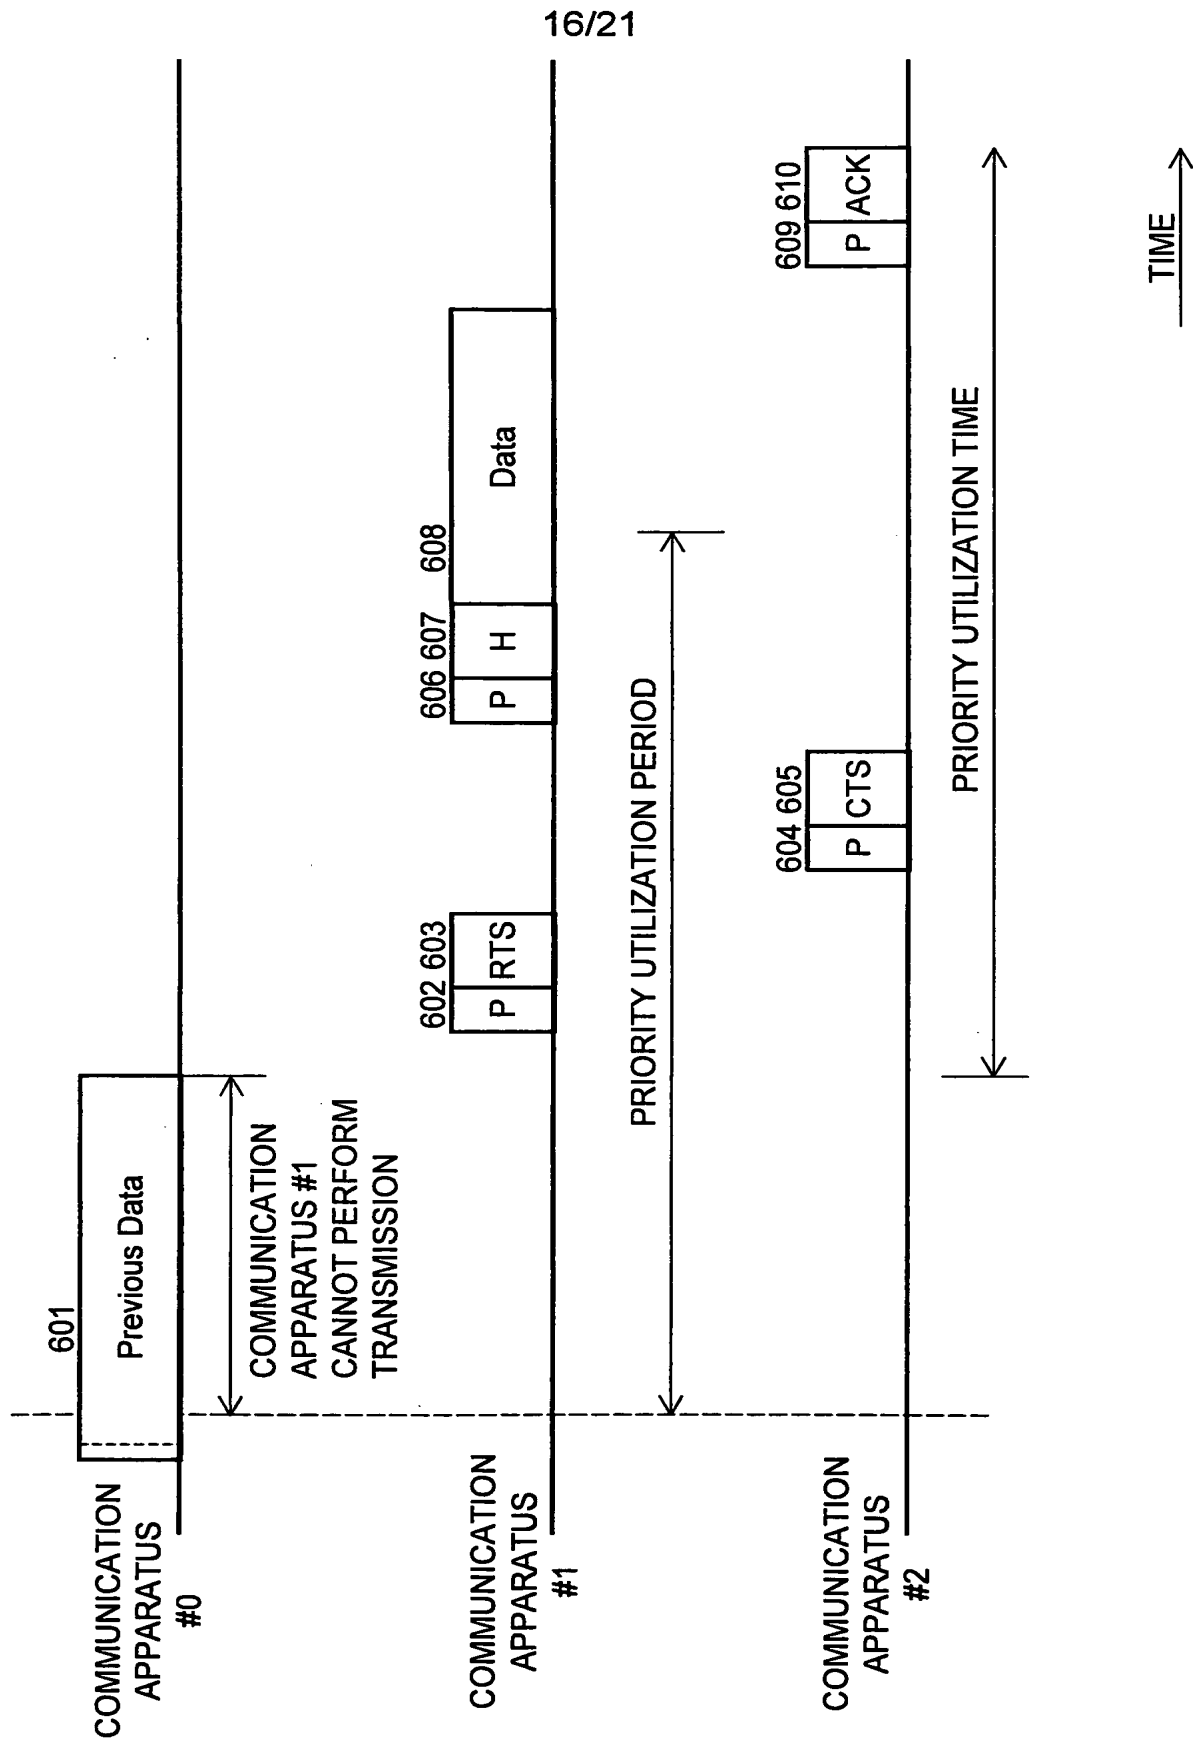 16/21
COMMUNICATION
APPARATUS
#0
601
Previous Data
COMMUNICATION
APPARATUS #1
CANNOT PERFORM
TRANSMISSION
COMMUNICATION
APPARATUS
#1
602 603
P RTS
606 607 608
P H Data
PRIORITY UTILIZATION PERIOD
COMMUNICATION
APPARATUS
#2
604 605
P CTS
609 610
P ACK
PRIORITY UTILIZATION TIME
TIME